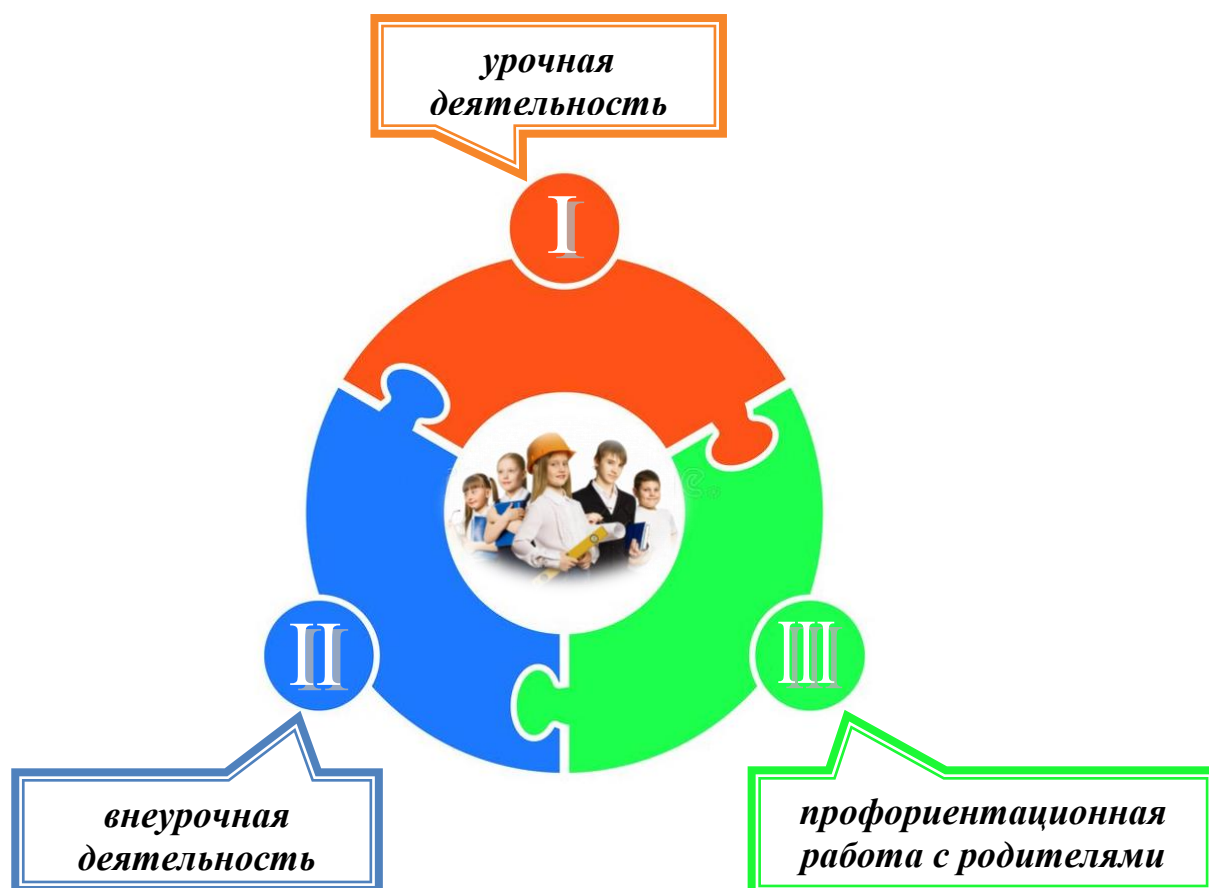 урочная
деятельность
I
II
III
внеурочная
деятельность
профориентационная
работа с родителями